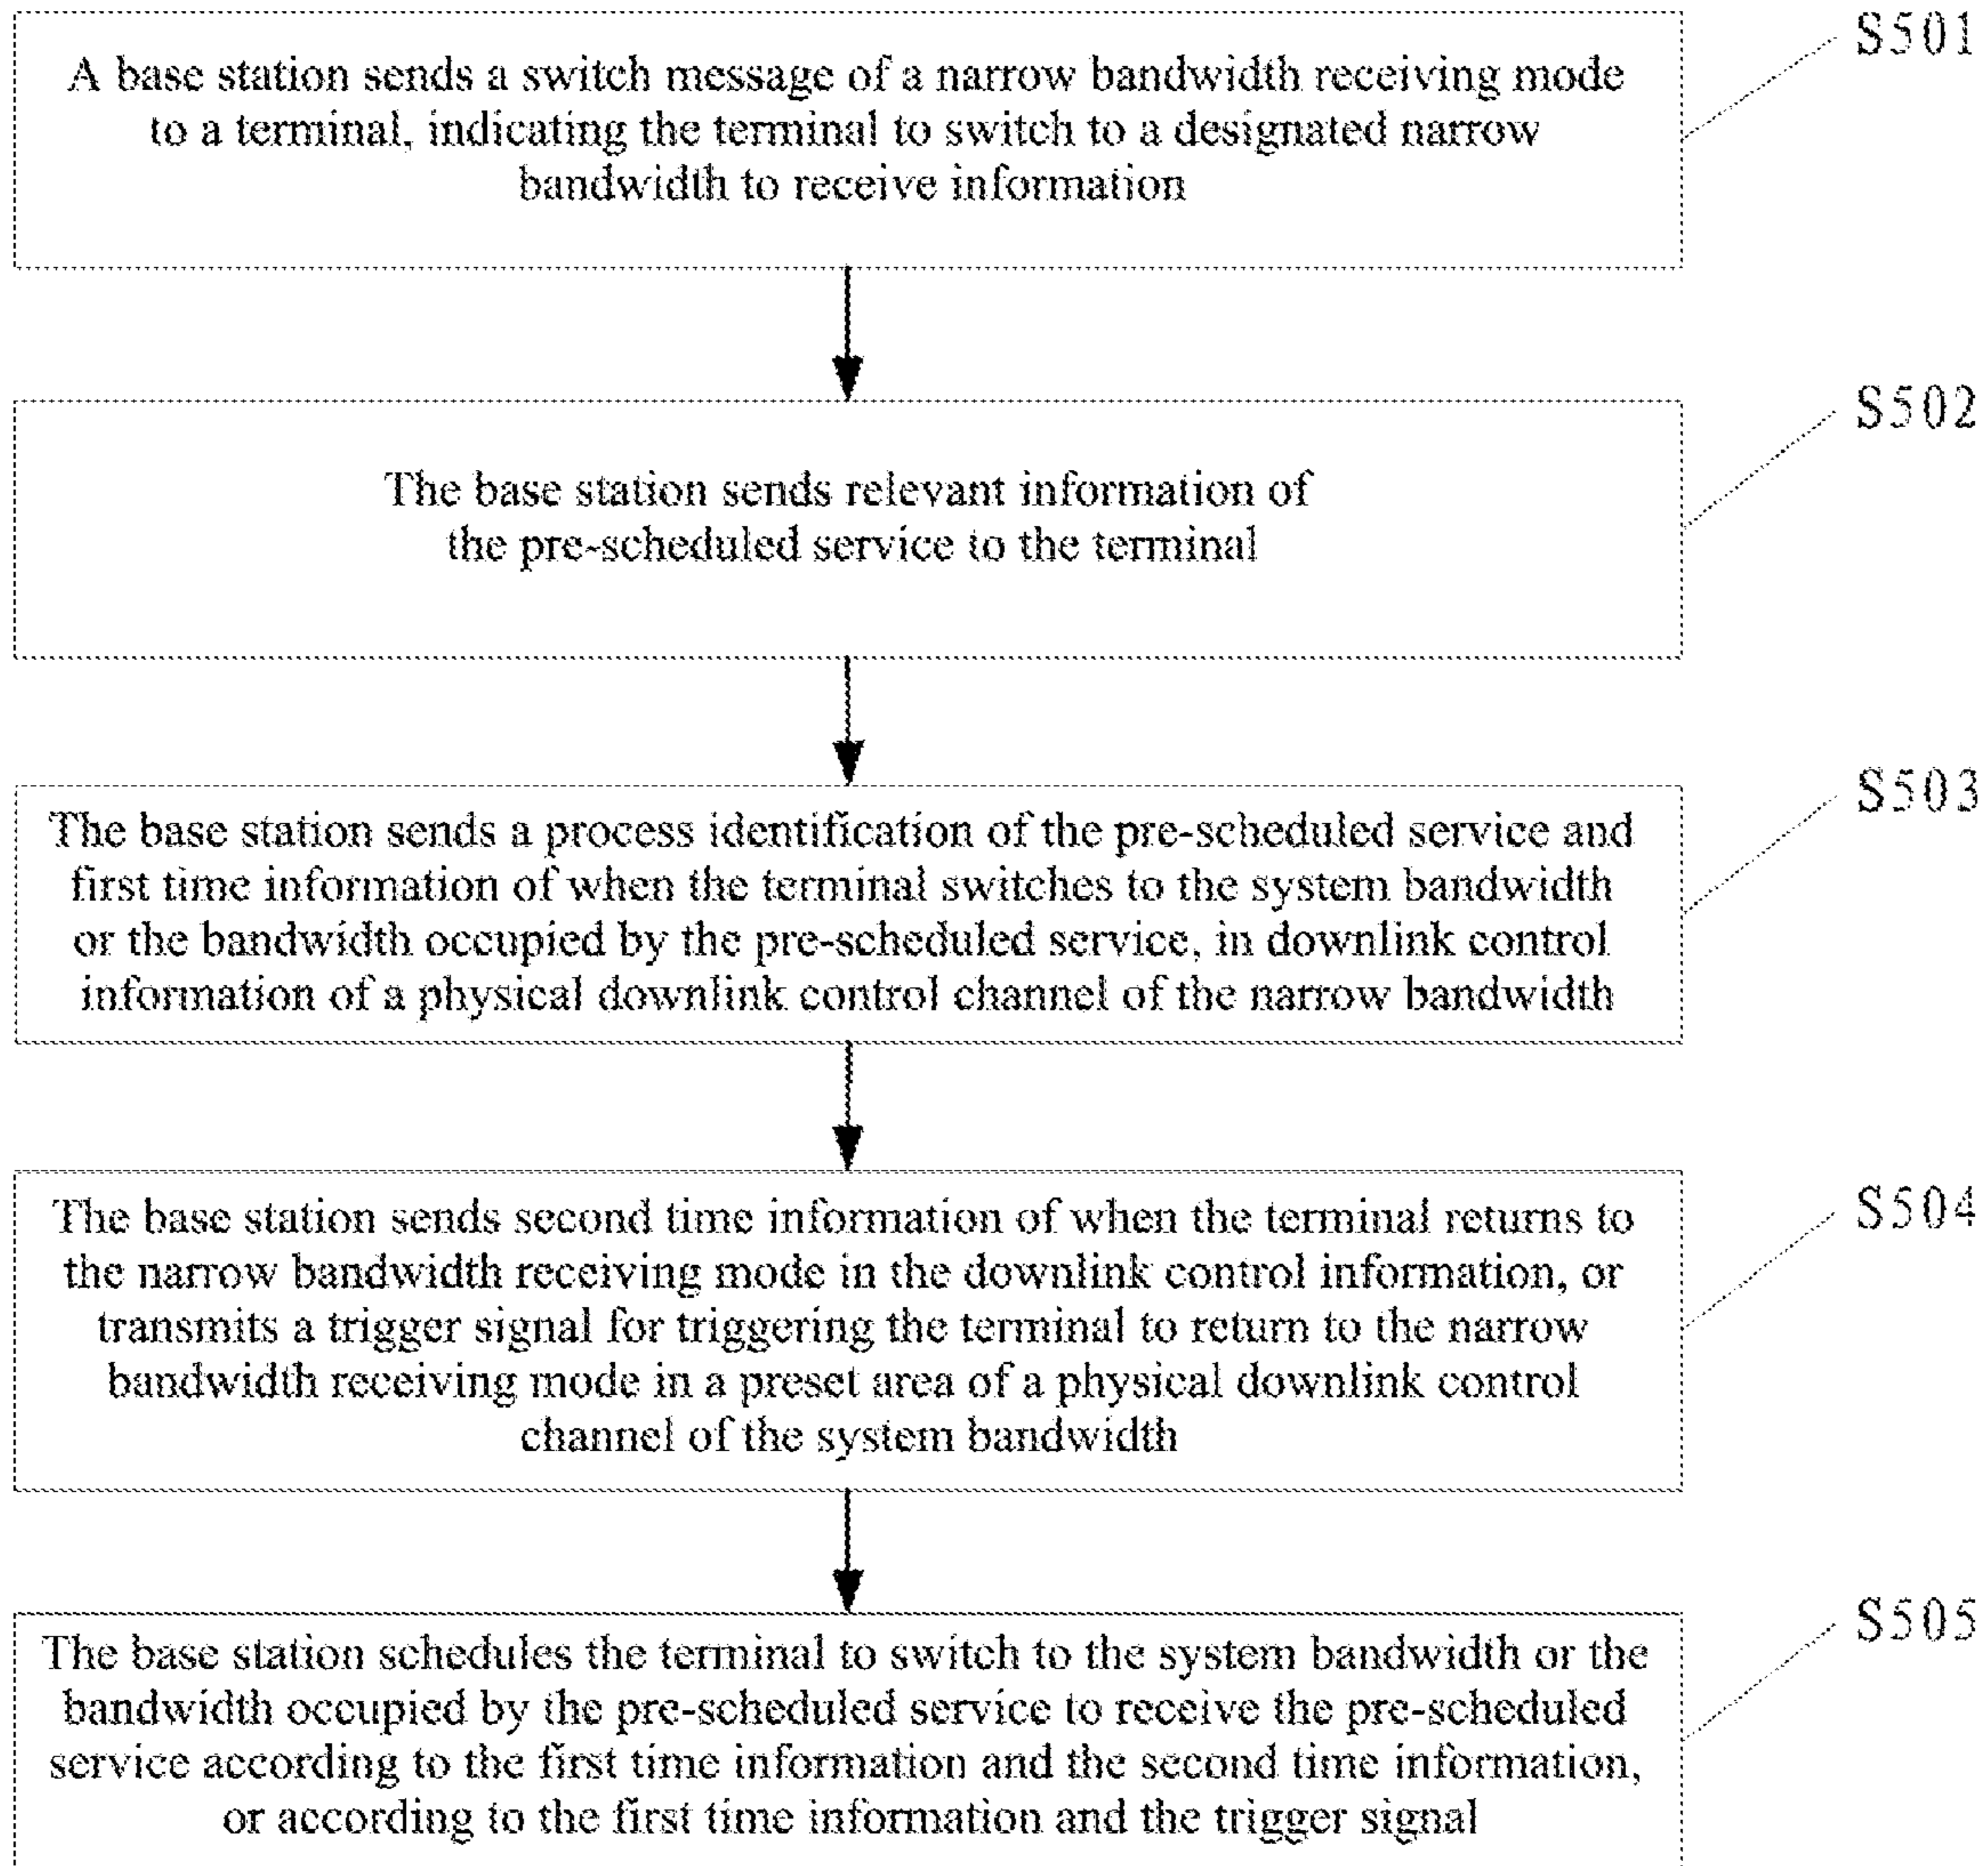 S501
A base station sends a switch message of a narrow bandwidth receiving mode
to a terminal, indicating the terminal to switch to a designated narrow
bandwidth to receive information
S502
The base station sends relevant information of
the pre-scheduled service to the terminal
S503
The base station sends a process identification of the pre-scheduled service and
first time information of when the terminal switches to the system bandwidth
or the bandwidth occupied by the pre-scheduled service, in downlink control
information of a physical downlink control channel of the narrow bandwidth
S504
The base station sends second time information of when the terminal returns to
the narrow bandwidth receiving mode in the downlink control information, or
transmits a trigger signal for triggering the terminal to return to the narrow
bandwidth receiving mode in a preset area of a physical downlink control
channel of the system bandwidth
S505
The base station schedules the terminal to switch to the system bandwidth or the
bandwidth occupied by the pre-scheduled service to receive the pre-scheduled
service according to the first time information and the second time information,
or according to the first time information and the trigger signal